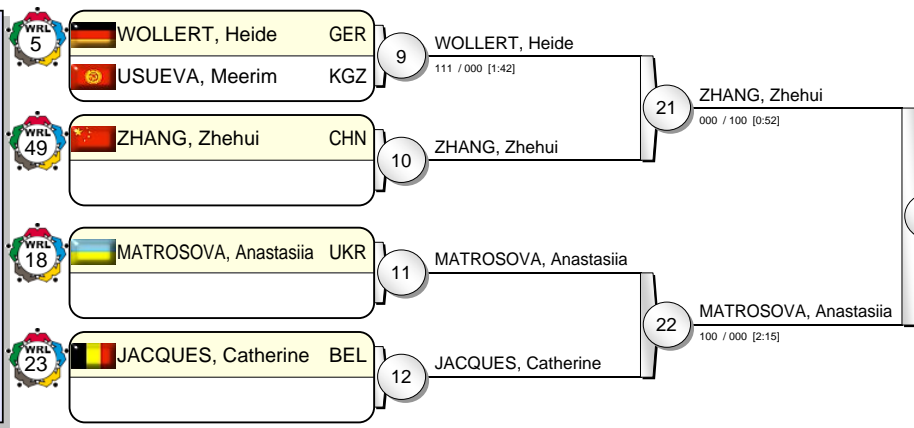 WRL
5
WOLLERT, Heide GER
USUEVA, Meerim KGZ
9
WOLLERT, Heide
111 / 000 [1:42]
21
ZHANG, Zhehui
000 / 100 [0:52]
WRL
49
ZHANG, Zhehui CHN
10
ZHANG, Zhehui
WRL
18
MATROSOVA, Anastasiia UKR
11
MATROSOVA, Anastasiia
22
MATROSOVA, Anastasiia
100 / 000 [2:15]
WRL
23
JACQUES, Catherine BEL
12
JACQUES, Catherine